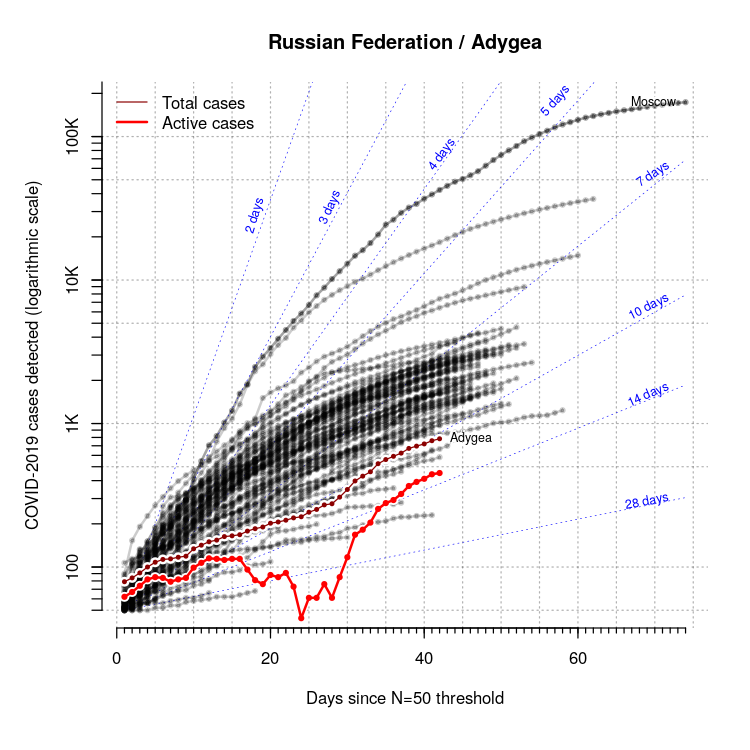 Russian Federation / Adygea
Total cases
Active cases
COVID-2019 cases detected (logarithmic scale)
100K
10K
1K
100
2 days
3 days
4 days
5 days
7 days
10 days
14 days
28 days
Moscow
Adygea
0 20 40 60
Days since N=50 threshold